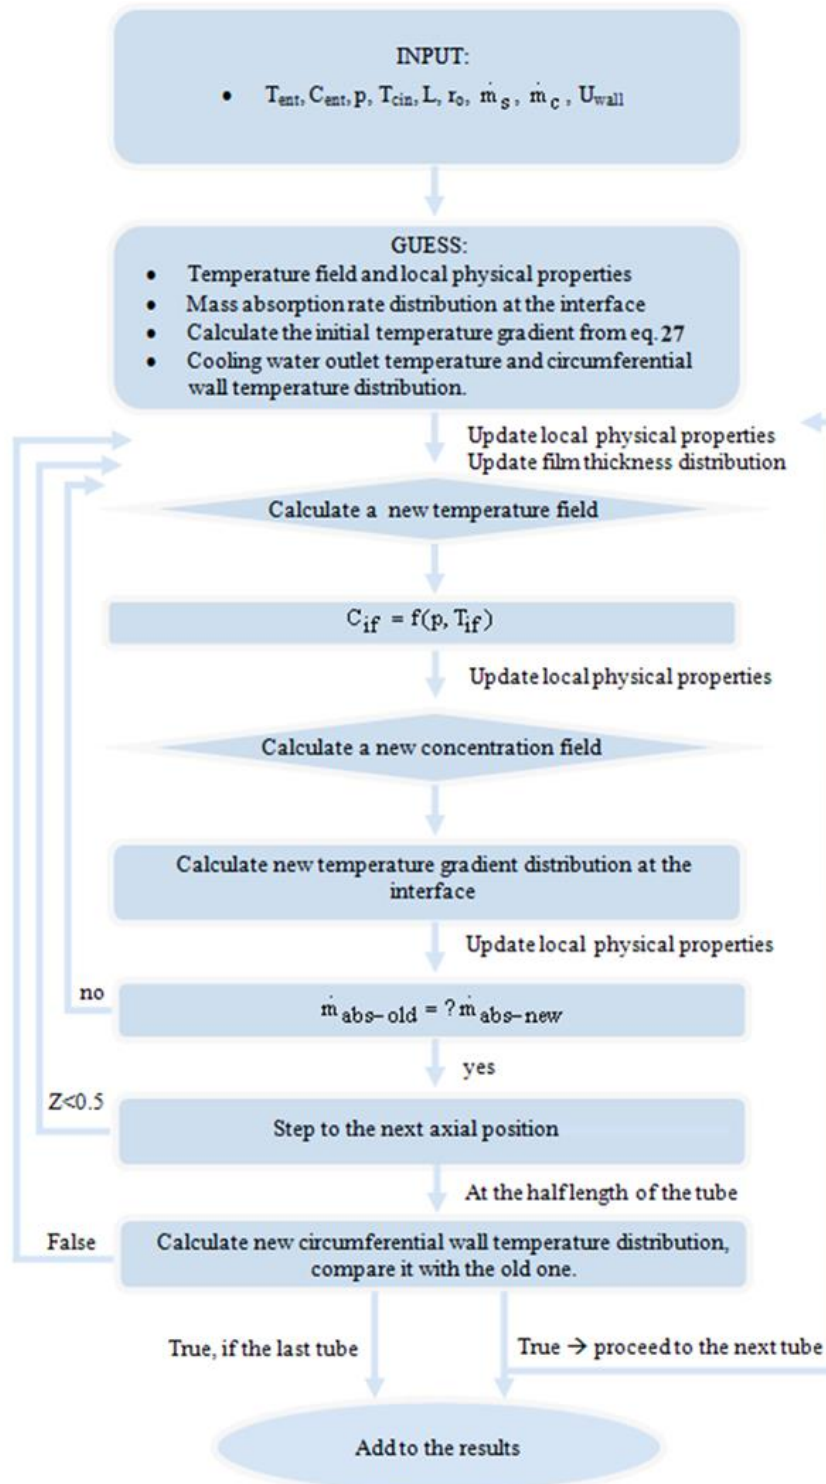 INPUT:
• T_ent, C_ent, p, T_cin, L, r_o, ṁ_s, ṁ_c, U_wall
GUESS:
• Temperature field and local physical properties
• Mass absorption rate distribution at the interface
• Calculate the initial temperature gradient from eq.27
• Cooling water outlet temperature and circumferential
wall temperature distribution.
Update local physical properties
Update film thickness distribution
Calculate a new temperature field
C_if = f(p, T_if)
Update local physical properties
Calculate a new concentration field
Calculate new temperature gradient distribution at the
interface
Update local physical properties
no
ṁ_abs-old = ? ṁ_abs-new
yes
Z<0.5
Step to the next axial position
At the half length of the tube
False
Calculate new circumferential wall temperature distribution,
compare it with the old one.
True, if the last tube
True → proceed to the next tube
Add to the results